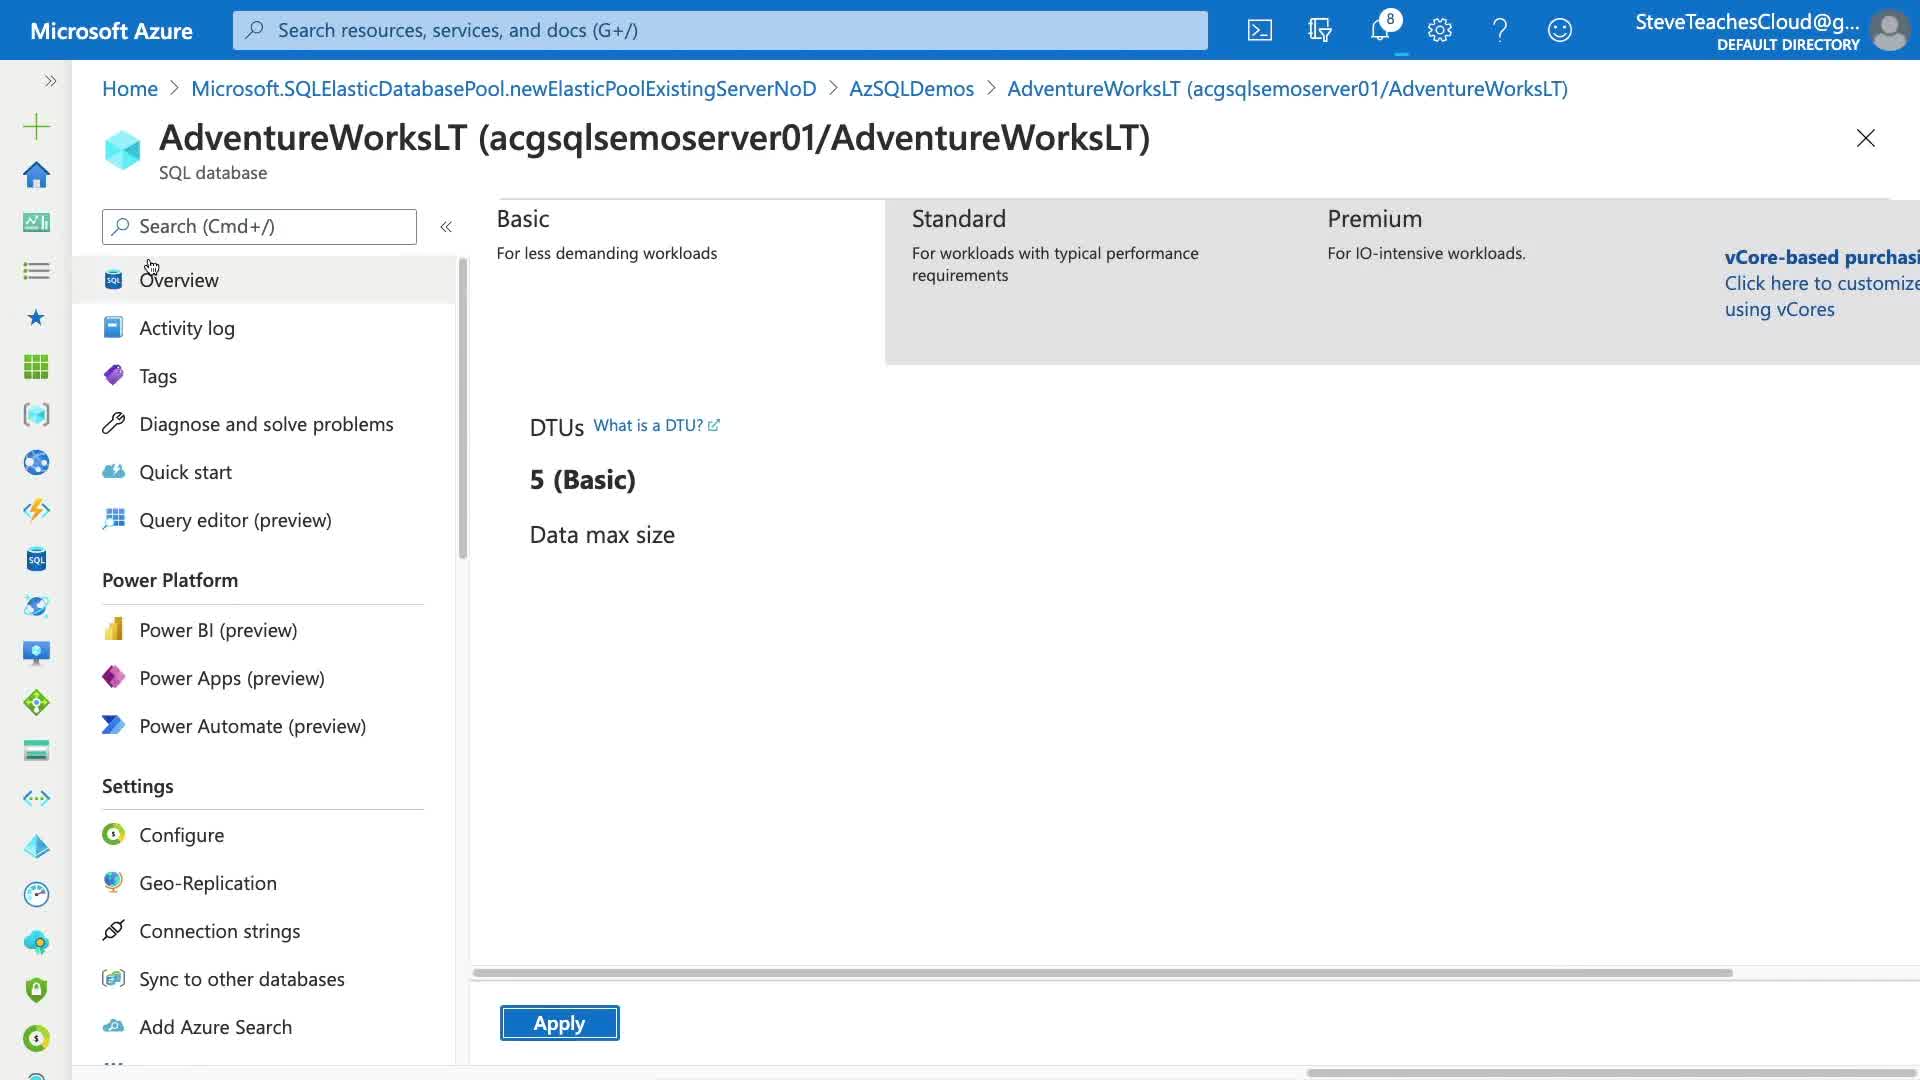 Microsoft Azure
Search resources, services, and docs (G+/)
8
SteveTeachesCloud@g...
DEFAULT DIRECTORY
Home > Microsoft.SQLElasticDatabasePool.newElasticPoolExistingServerNoD > AzSQLDemos > AdventureWorksLT (acgsqlsemoserver01/AdventureWorksLT)
AdventureWorksLT (acgsqlsemoserver01/AdventureWorksLT)
SQL database
Search (Cmd+/)
Overview
Activity log
Tags
Diagnose and solve problems
Quick start
Query editor (preview)
Power Platform
Power BI (preview)
Power Apps (preview)
Power Automate (preview)
Settings
Configure
Geo-Replication
Connection strings
Sync to other databases
Add Azure Search
Basic
For less demanding workloads
Standard
For workloads with typical performance
requirements
Premium
For IO-intensive workloads.
vCore-based purchasi
Click here to customize
using vCores
DTUs What is a DTU?
5 (Basic)
Data max size
Apply